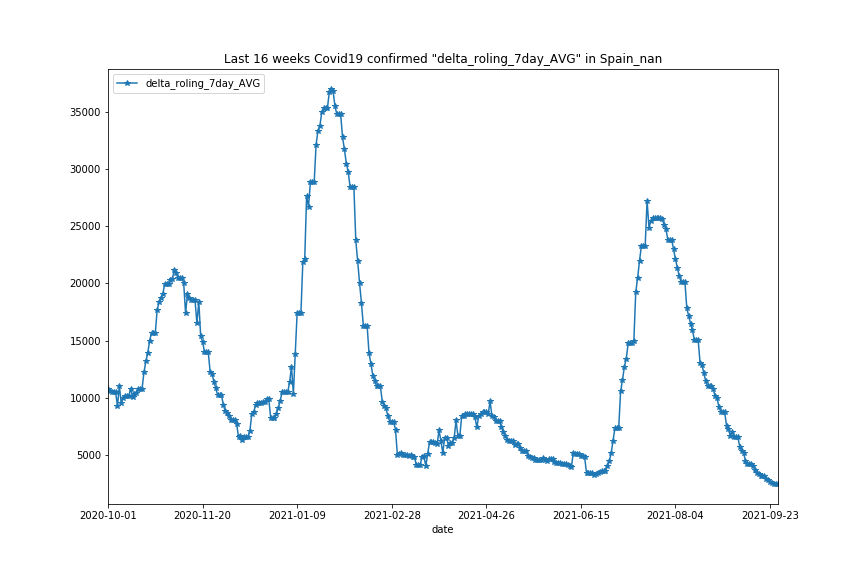 Last 16 weeks Covid19 confirmed "delta_roling_7day_AVG" in Spain_nan
delta_roling_7day_AVG
35000
30000
25000
20000
15000
10000
5000
2020-10-01 2020-11-20 2021-01-09 2021-02-28 2021-04-26 2021-06-15 2021-08-04 2021-09-23
date